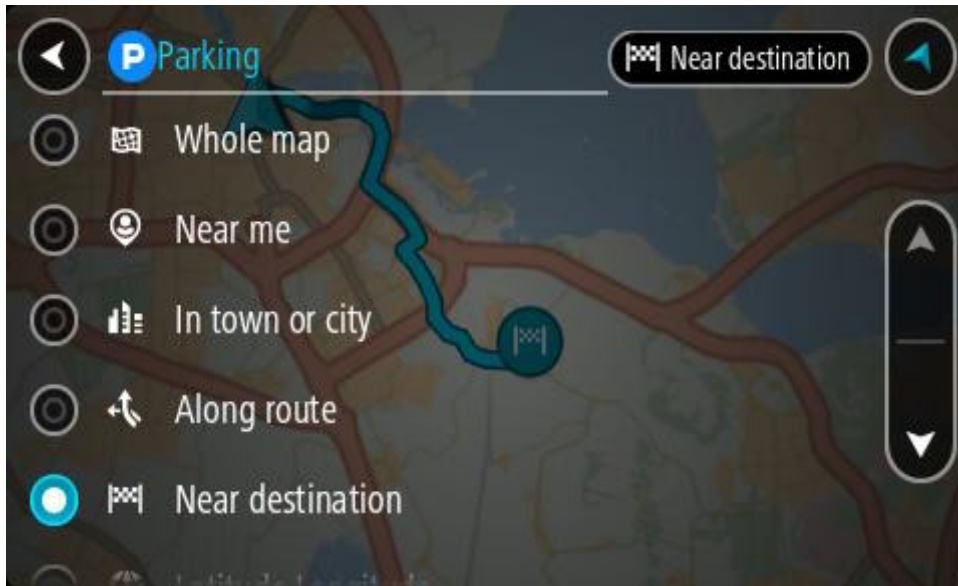 P Parking
Near destination
Whole map
Near me
In town or city
Along route
Near destination